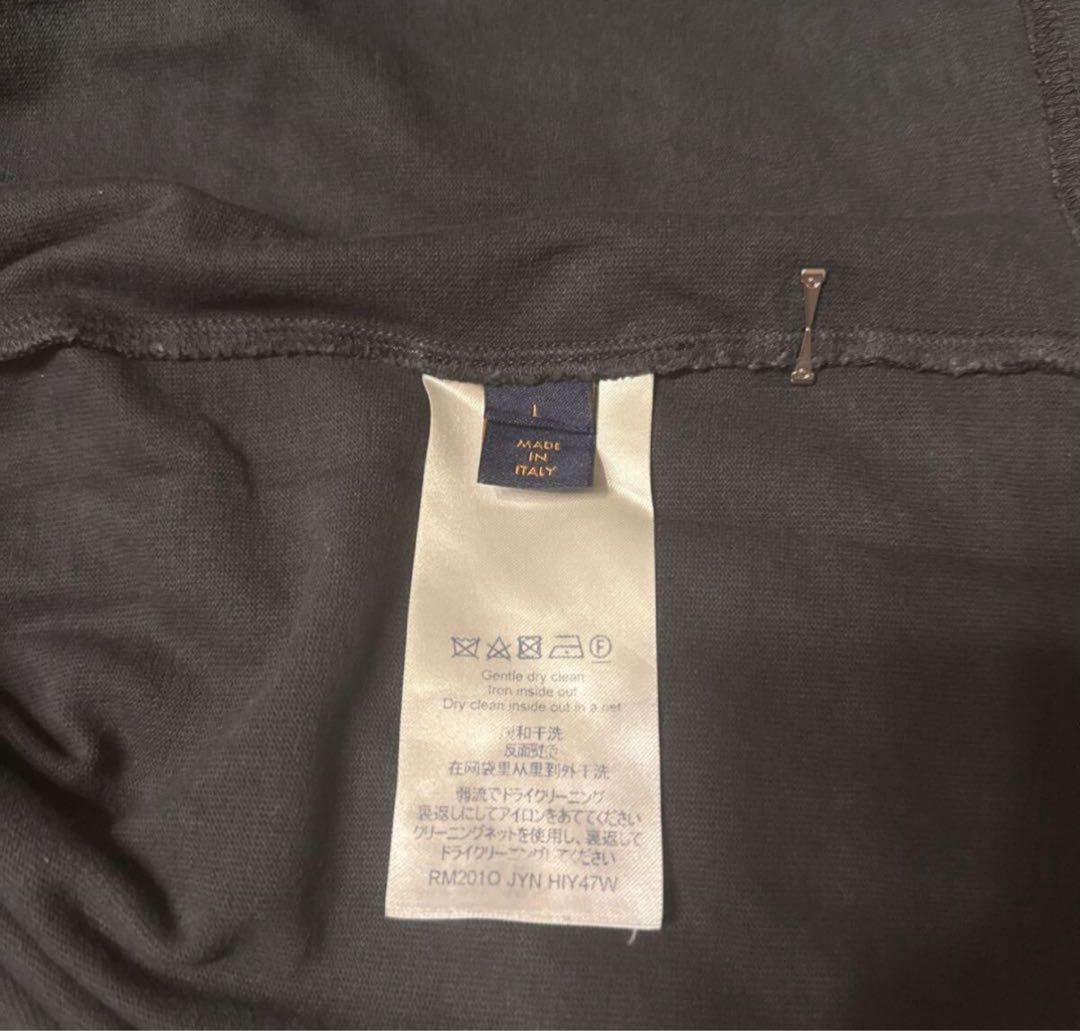 L
MADE
IN
ITALY
F
Gentle dry clean
Iron inside out
Dry clean inside out in a net
和干洗
反面熨
在网袋里从里到外干洗
弱流でドライクリーニング
裏返しにしてアイロンをあててください
クリーニングネットを使用し、裏返して
ドライクリーニングしてください
RM201O JYN HIY47W